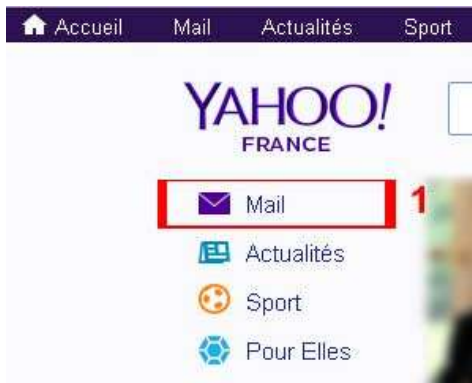 Accueil Mail Actualités Sport
YAHOO!
FRANCE
Mail 1
Actualités
Sport
Pour Elles